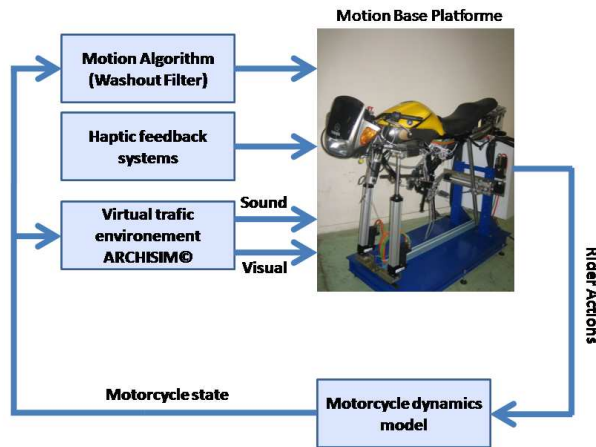 Motion Base Platforme
Motion Algorithm
(Washout Filter)
Haptic feedback
systems
Virtual trafic
environement
ARCHISIM©
Sound
Visual
Rider Actions
Motorcycle state
Motorcycle dynamics
model